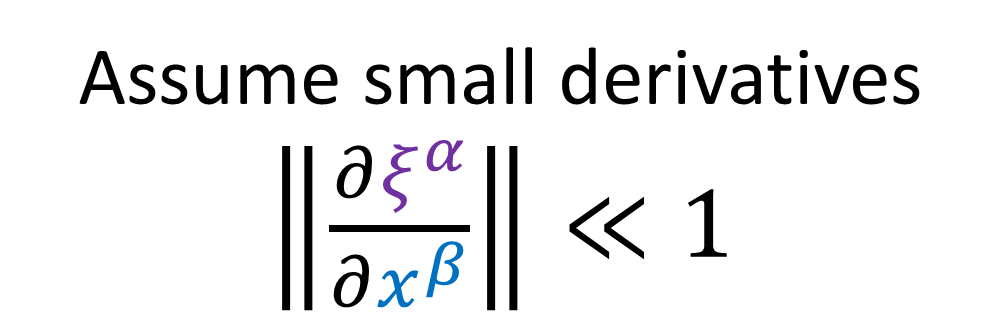 Assume small derivatives
‖∂ξ^α/∂x^β‖ ≪ 1